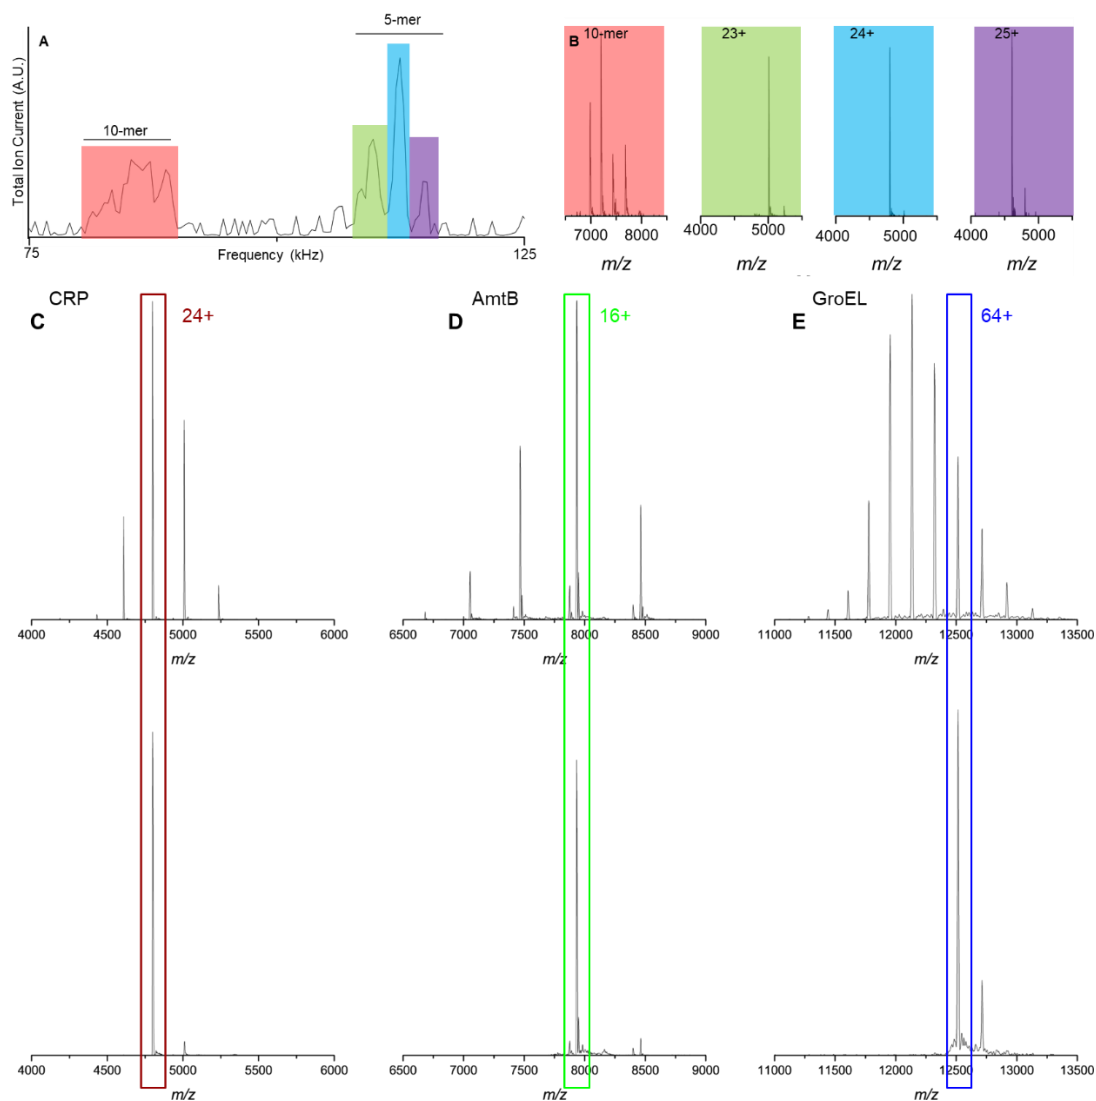 5-mer
A
10-mer
Total Ion Current (A.U.)
75
Frequency (kHz)
125
B
10-mer
23+
24+
25+
7000 8000
4000 5000
4000 5000
4000 5000
m/z
m/z
m/z
m/z
CRP
AmtB
GroEL
C
24+
D
16+
E
64+
4000 4500 5000 5500 6000
6500 7000 7500 8000 8500 9000
11000 11500 12000 12500 13000 13500
m/z
m/z
m/z
4000 4500 5000 5500 6000
6500 7000 7500 8000 8500 9000
11000 11500 12000 12500 13000 13500
m/z
m/z
m/z